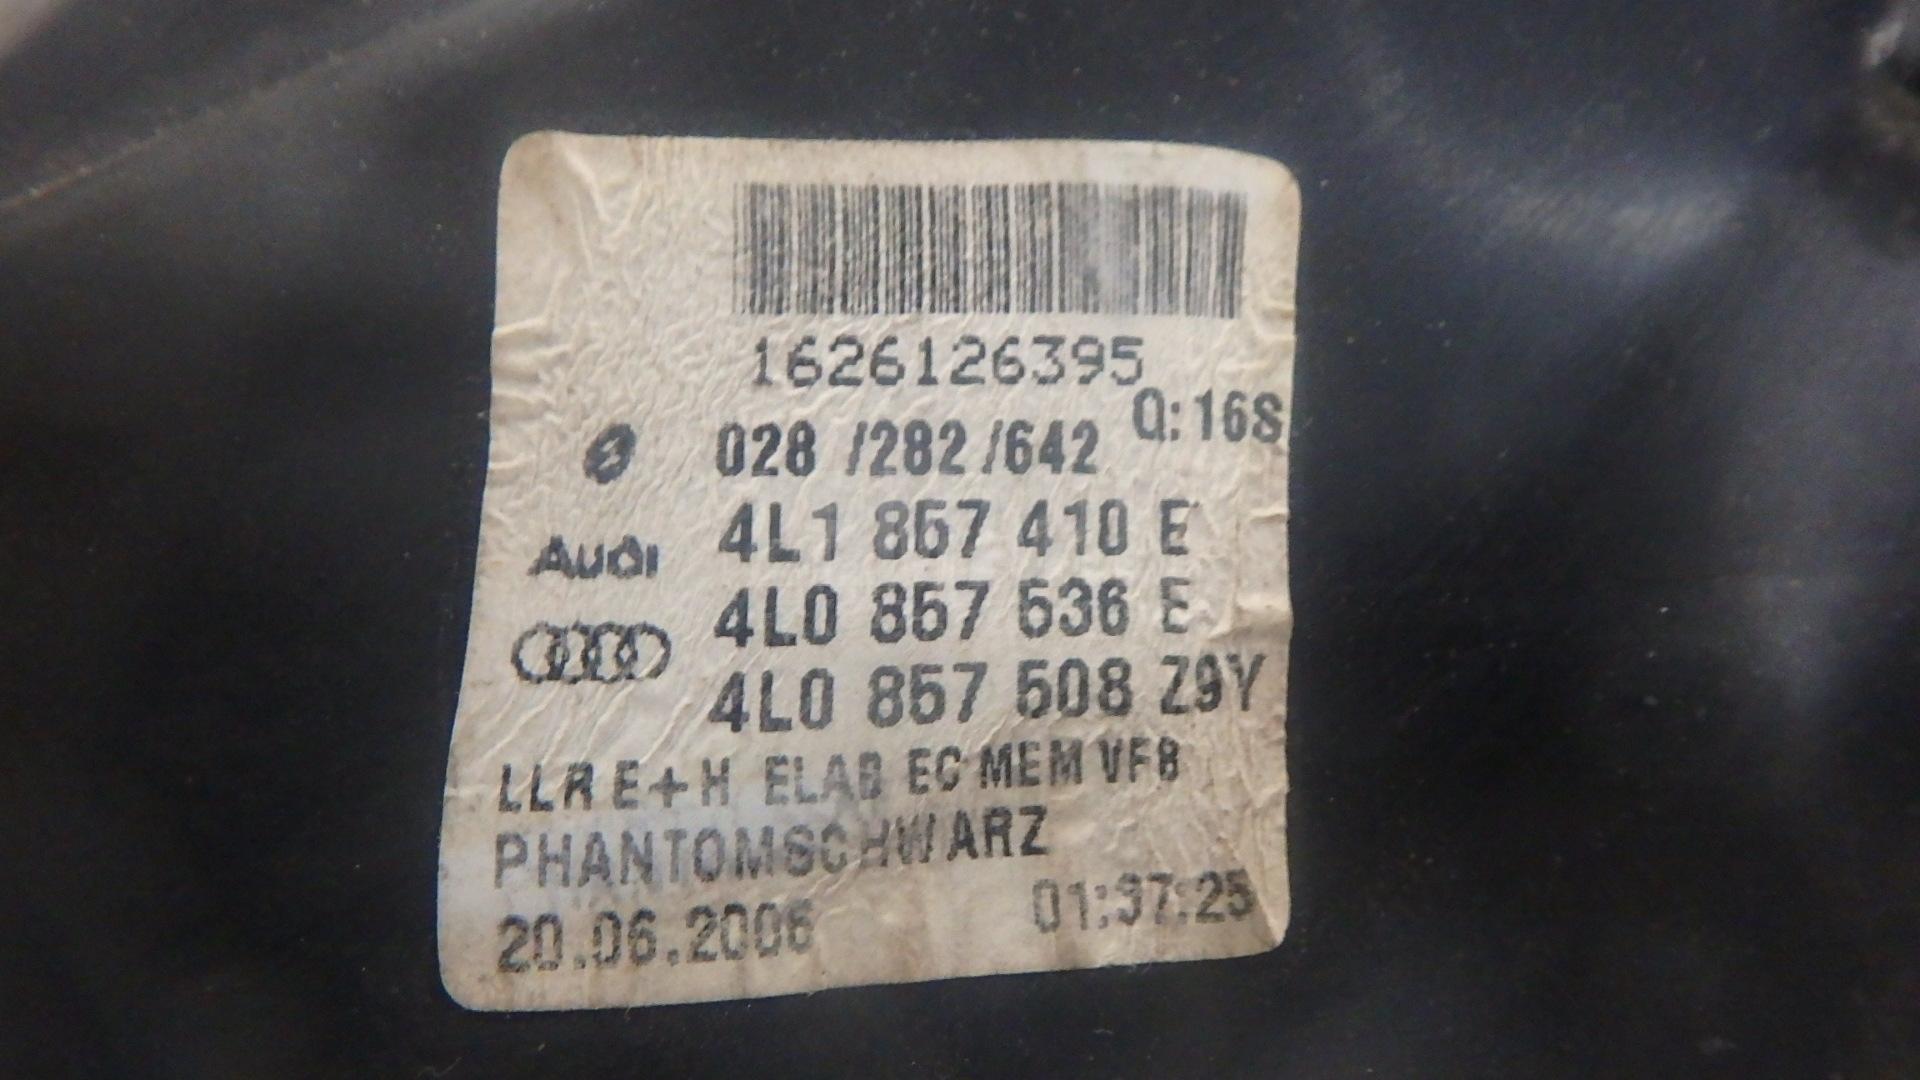 1626126395
Q:16S
028 /282 /642
4L1 857 410 E
Audi
4L0 857 536 E
4L0 857 508 Z9Y
LLR E+H ELAB EC MEM VFB
PHANTOMSCHWARZ
20.06.2006 01:37:25